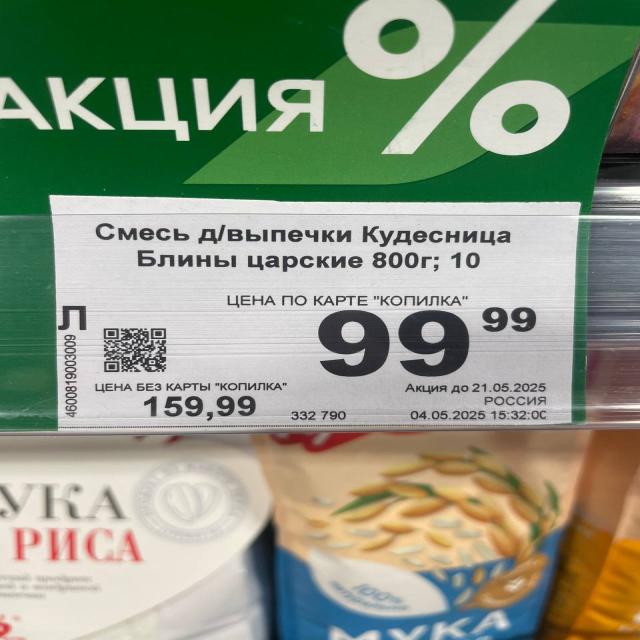 АКЦИЯ %
Смесь д/выпечки Кудесница
Блины царские 800г; 10
ЦЕНА ПО КАРТЕ "КОПИЛКА"
99 99
Л
4600819003009
ЦЕНА БЕЗ КАРТЫ "КОПИЛКА"
159,99
332 790
Акция до 21.05.2025
РОССИЯ
04.05.2025 15:32:00
УКА
РИСА
100%
МУКА